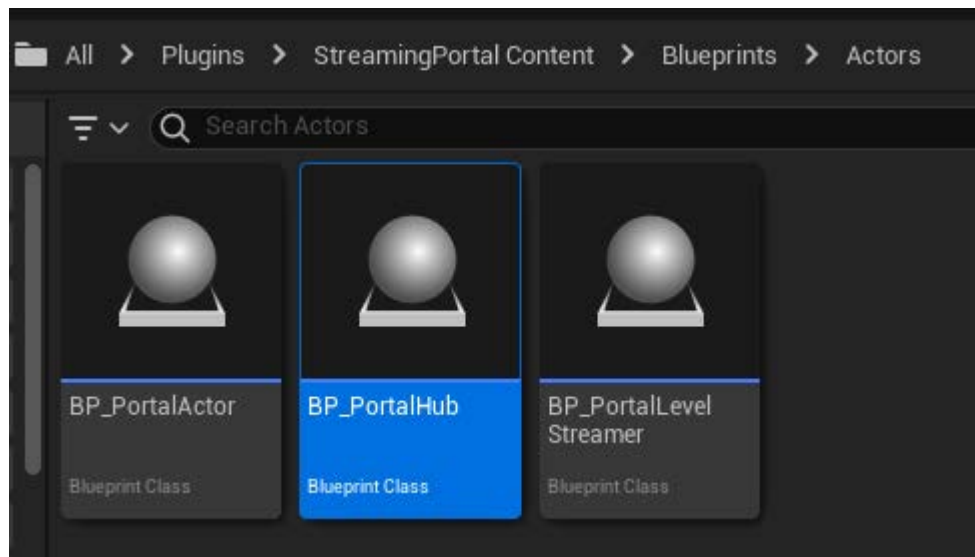 All > Plugins > StreamingPortal Content > Blueprints > Actors
Search Actors
BP_PortalActor
Blueprint Class
BP_PortalHub
Blueprint Class
BP_PortalLevel
Streamer
Blueprint Class